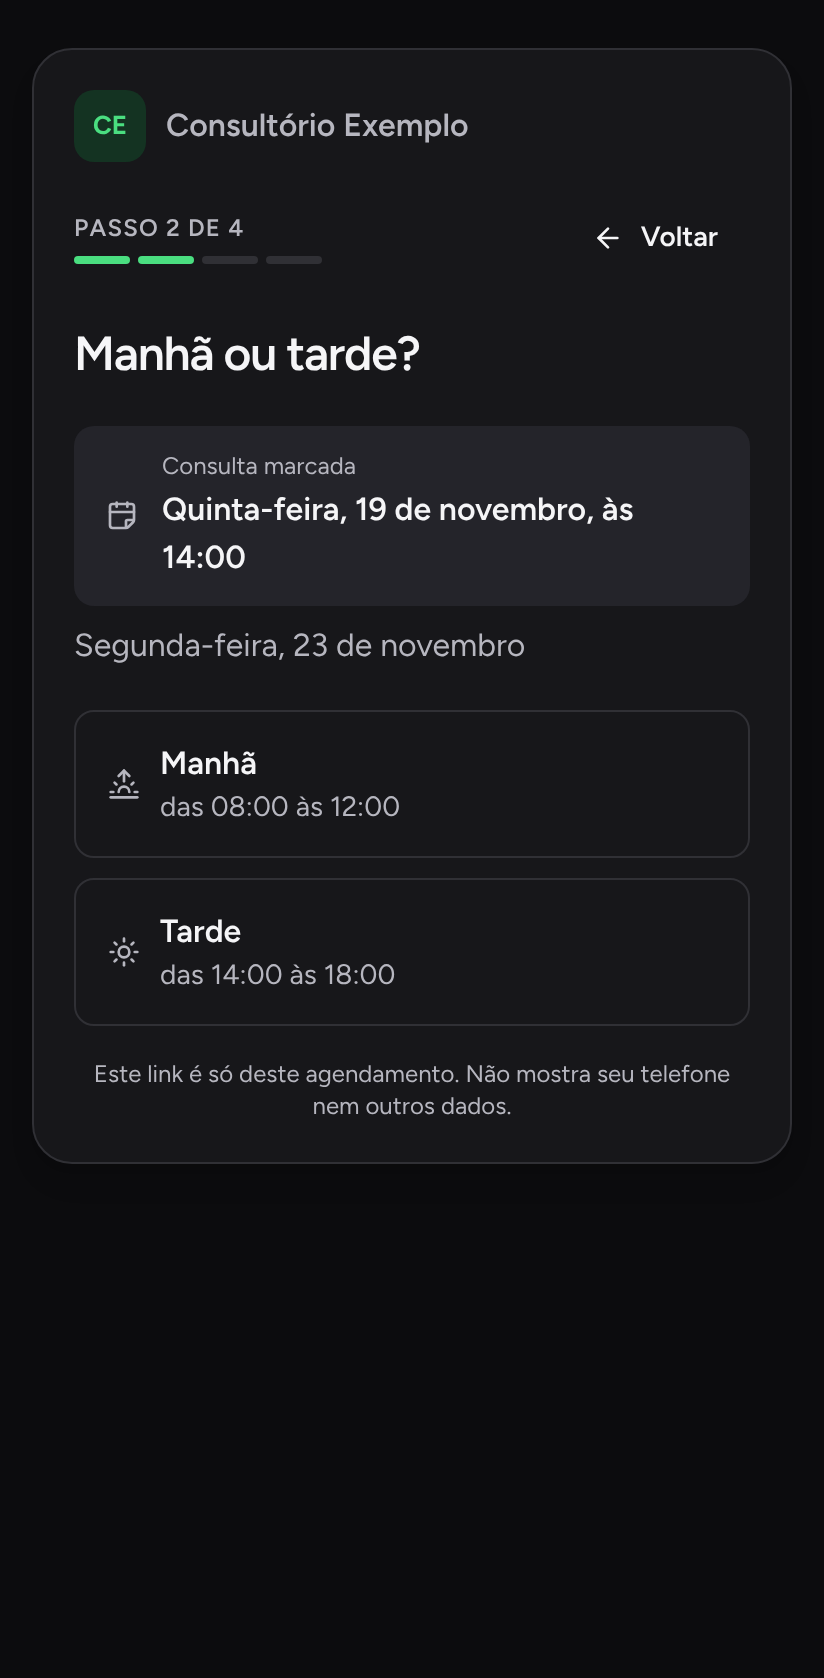 CE
Consultório Exemplo
PASSO 2 DE 4
Voltar
Manhã ou tarde?
Consulta marcada
Quinta-feira, 19 de novembro, às
14:00
Segunda-feira, 23 de novembro
Manhã
das 08:00 às 12:00
Tarde
das 14:00 às 18:00
Este link é só deste agendamento. Não mostra seu telefone
nem outros dados.